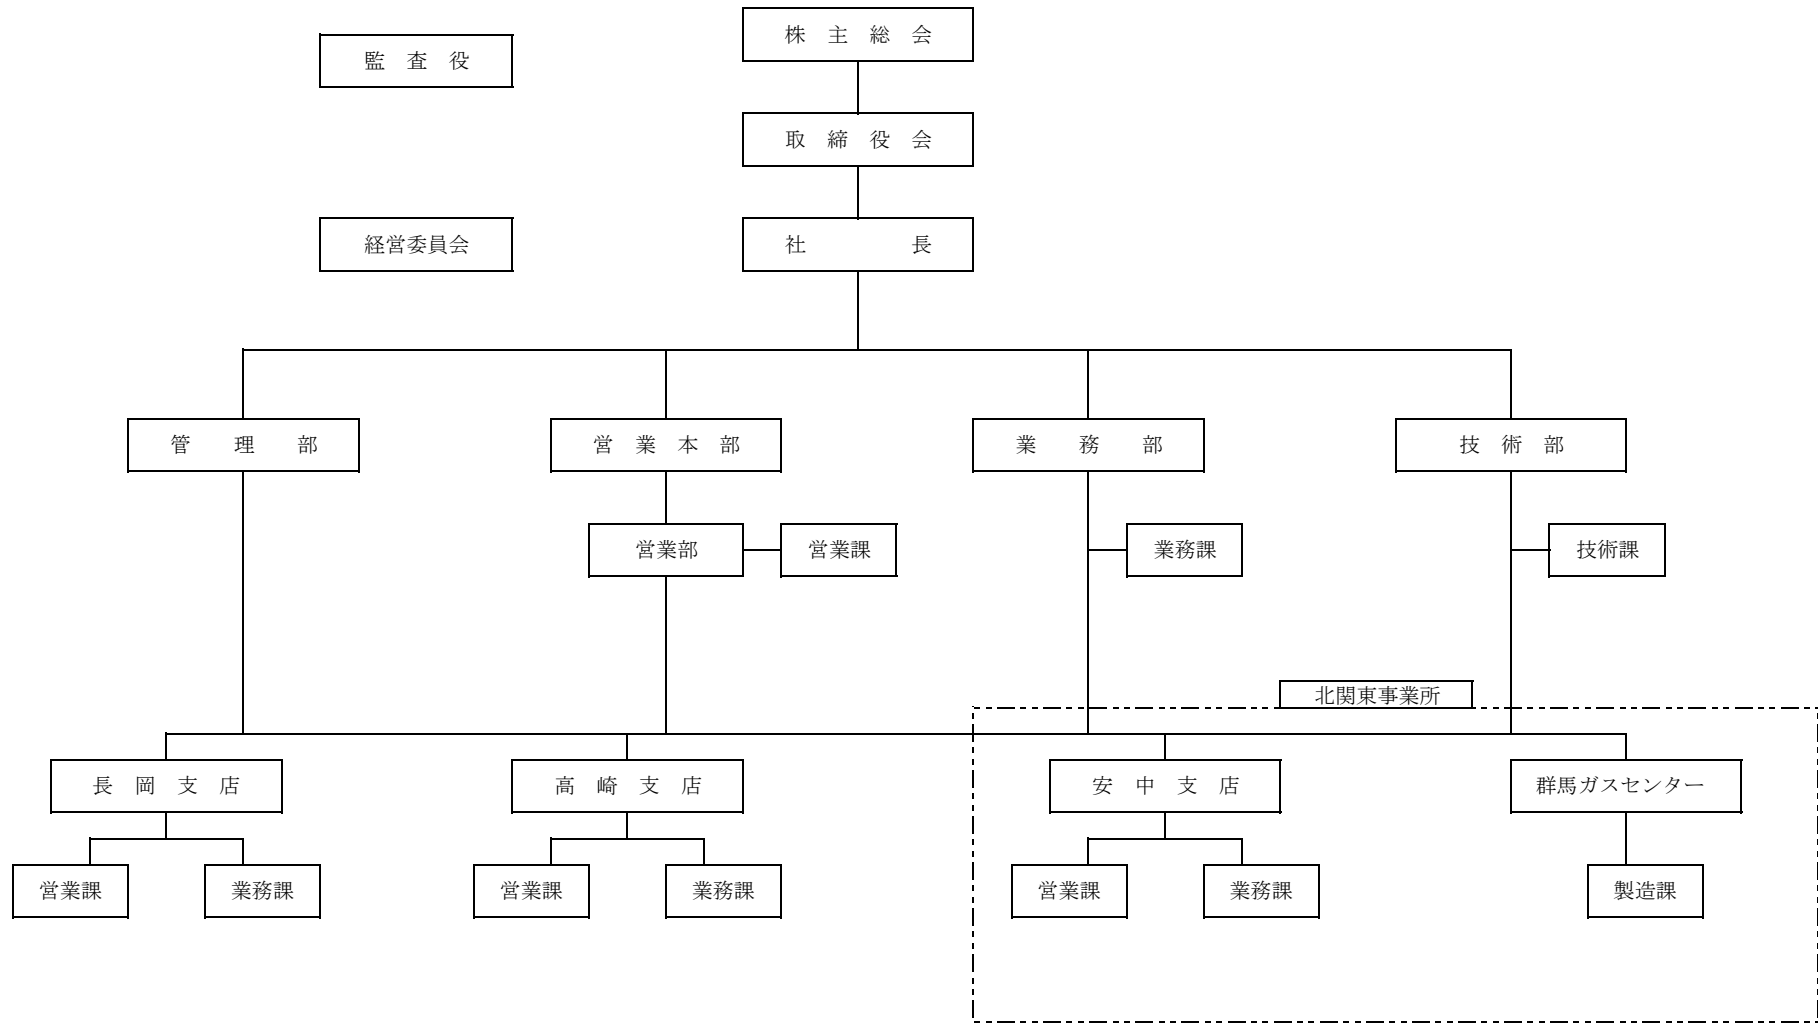 株　主　総　会
監　査　役
取　締　役　会
経営委員会
社　　　　　長
管　　理　　部
営　業　本　部
業　　務　　部
技　術　部
営業部
営業課
業務課
技術課
北関東事業所
長　岡　支　店
高　崎　支　店
安　中　支　店
群馬ガスセンター
営業課
業務課
営業課
業務課
営業課
業務課
製造課